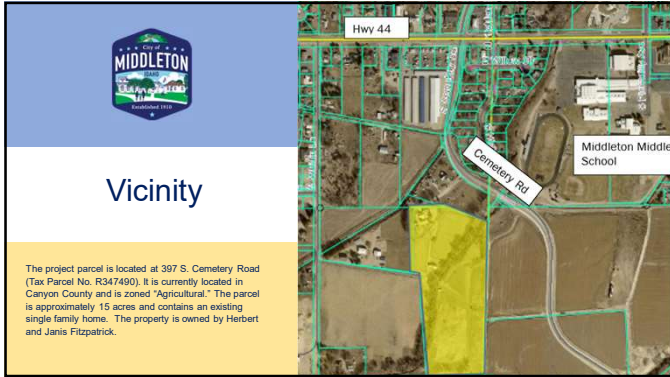 City of
MIDDLETON
IDAHO
Established 1910
Vicinity
The project parcel is located at 397 S. Cemetery Road
(Tax Parcel No. R347490). It is currently located in
Canyon County and is zoned "Agricultural." The parcel
is approximately 15 acres and contains an existing
single family home. The property is owned by Herbert
and Janis Fitzpatrick.
Hwy 44
Cemetery Rd
Middleton Middle
School